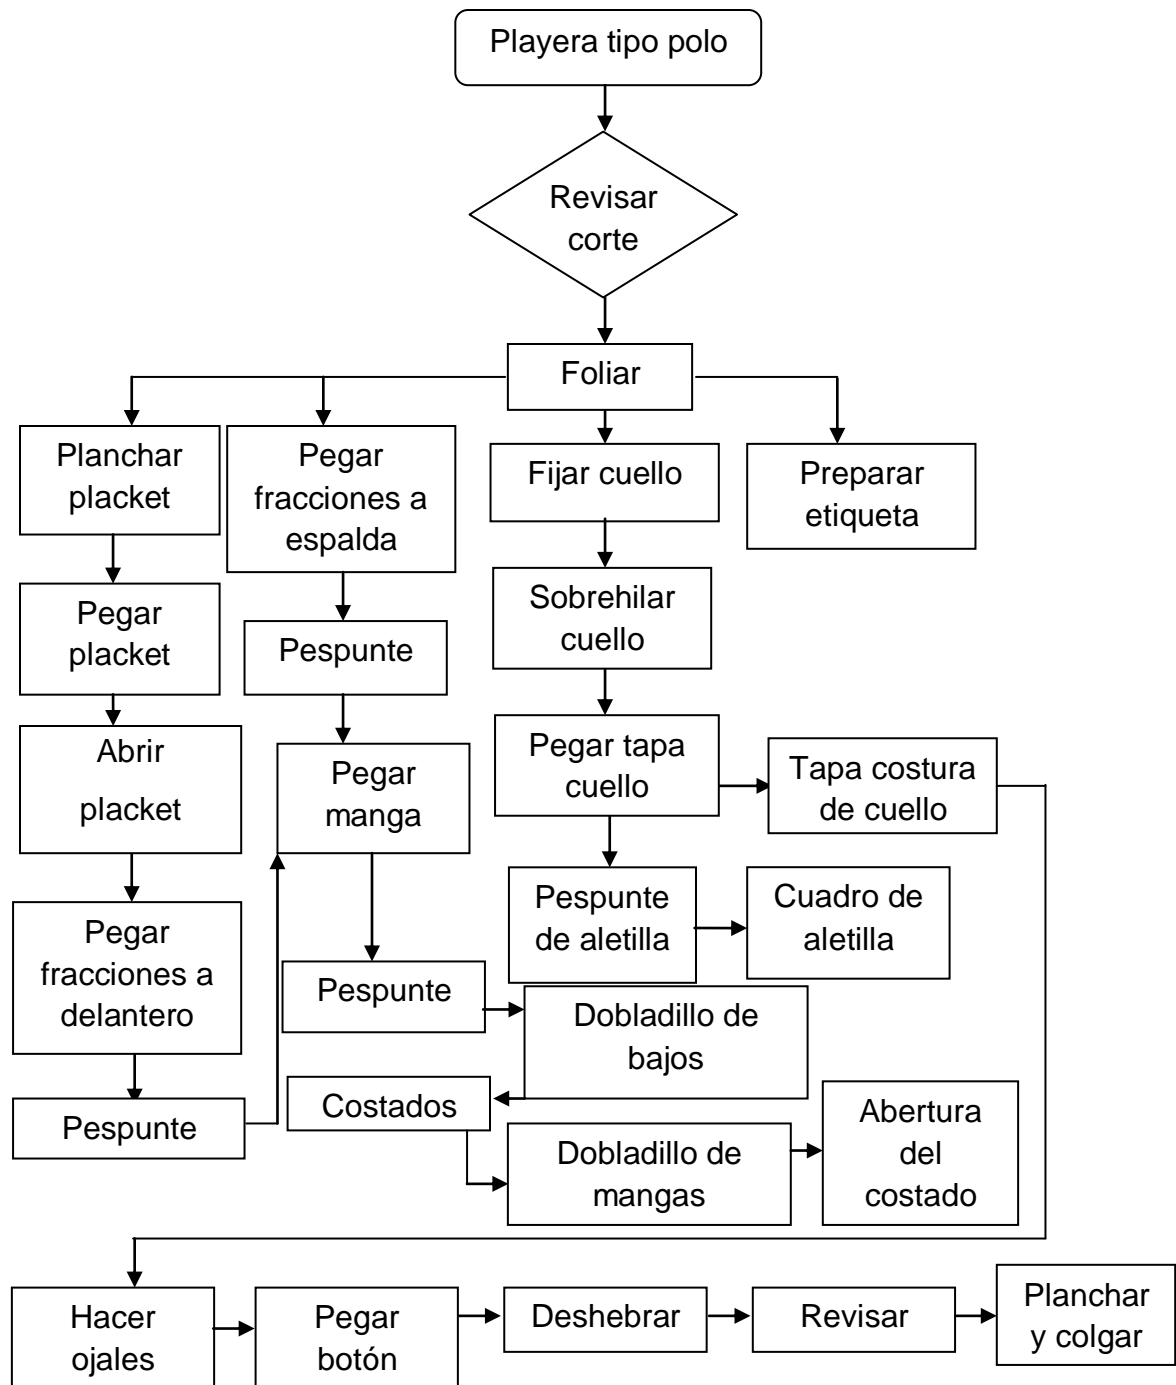 Playera tipo polo
Revisar
corte
Foliar
Planchar
placket
Pegar
fracciones a
espalda
Fijar cuello
Preparar
etiqueta
Pegar
placket
Pespunte
Sobrehilar
cuello
Abrir
placket
Pegar
manga
Pegar tapa
cuello
Tapa costura
de cuello
Pegar
fracciones a
delantero
Pespunte
Pespunte
de aletilla
Cuadro de
aletilla
Dobladillo de
bajos
Pespunte
Costados
Dobladillo de
mangas
Abertura
del
costado
Hacer
ojales
Pegar
botón
Deshebrar
Revisar
Planchar
y colgar